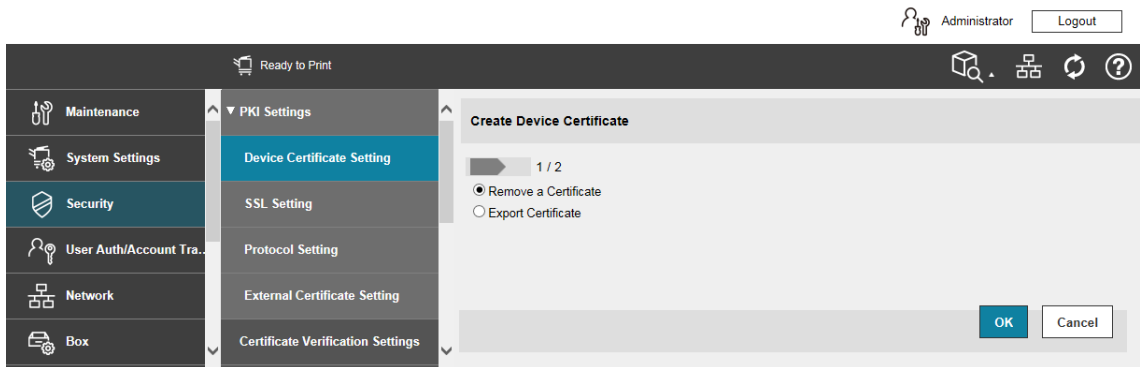 Administrator
Logout
Ready to Print
Maintenance
System Settings
Security
User Auth/Account Tra..
Network
Box
▼ PKI Settings
Device Certificate Setting
SSL Setting
Protocol Setting
External Certificate Setting
Certificate Verification Settings
Create Device Certificate
1 / 2
Remove a Certificate
Export Certificate
OK
Cancel